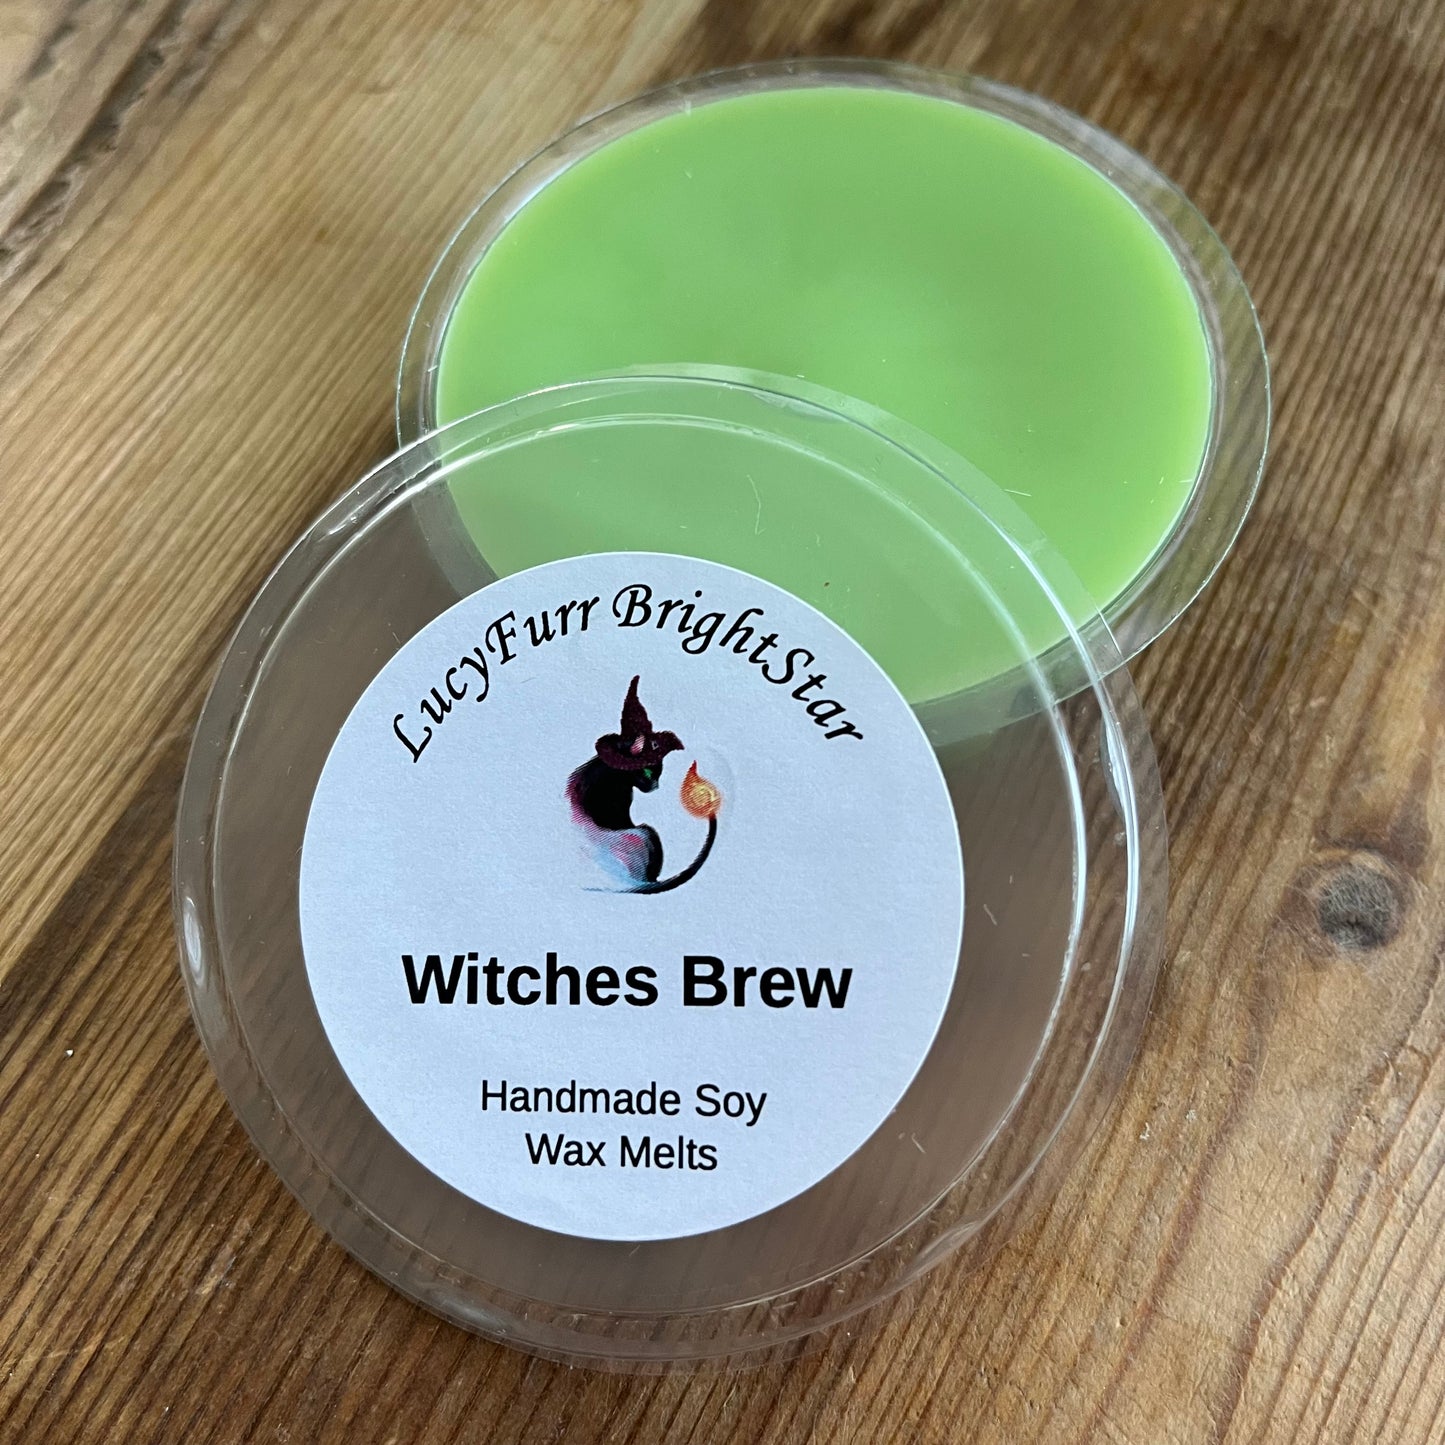 LucyFurr BrightStar
Witches Brew
Handmade Soy
Wax Melts